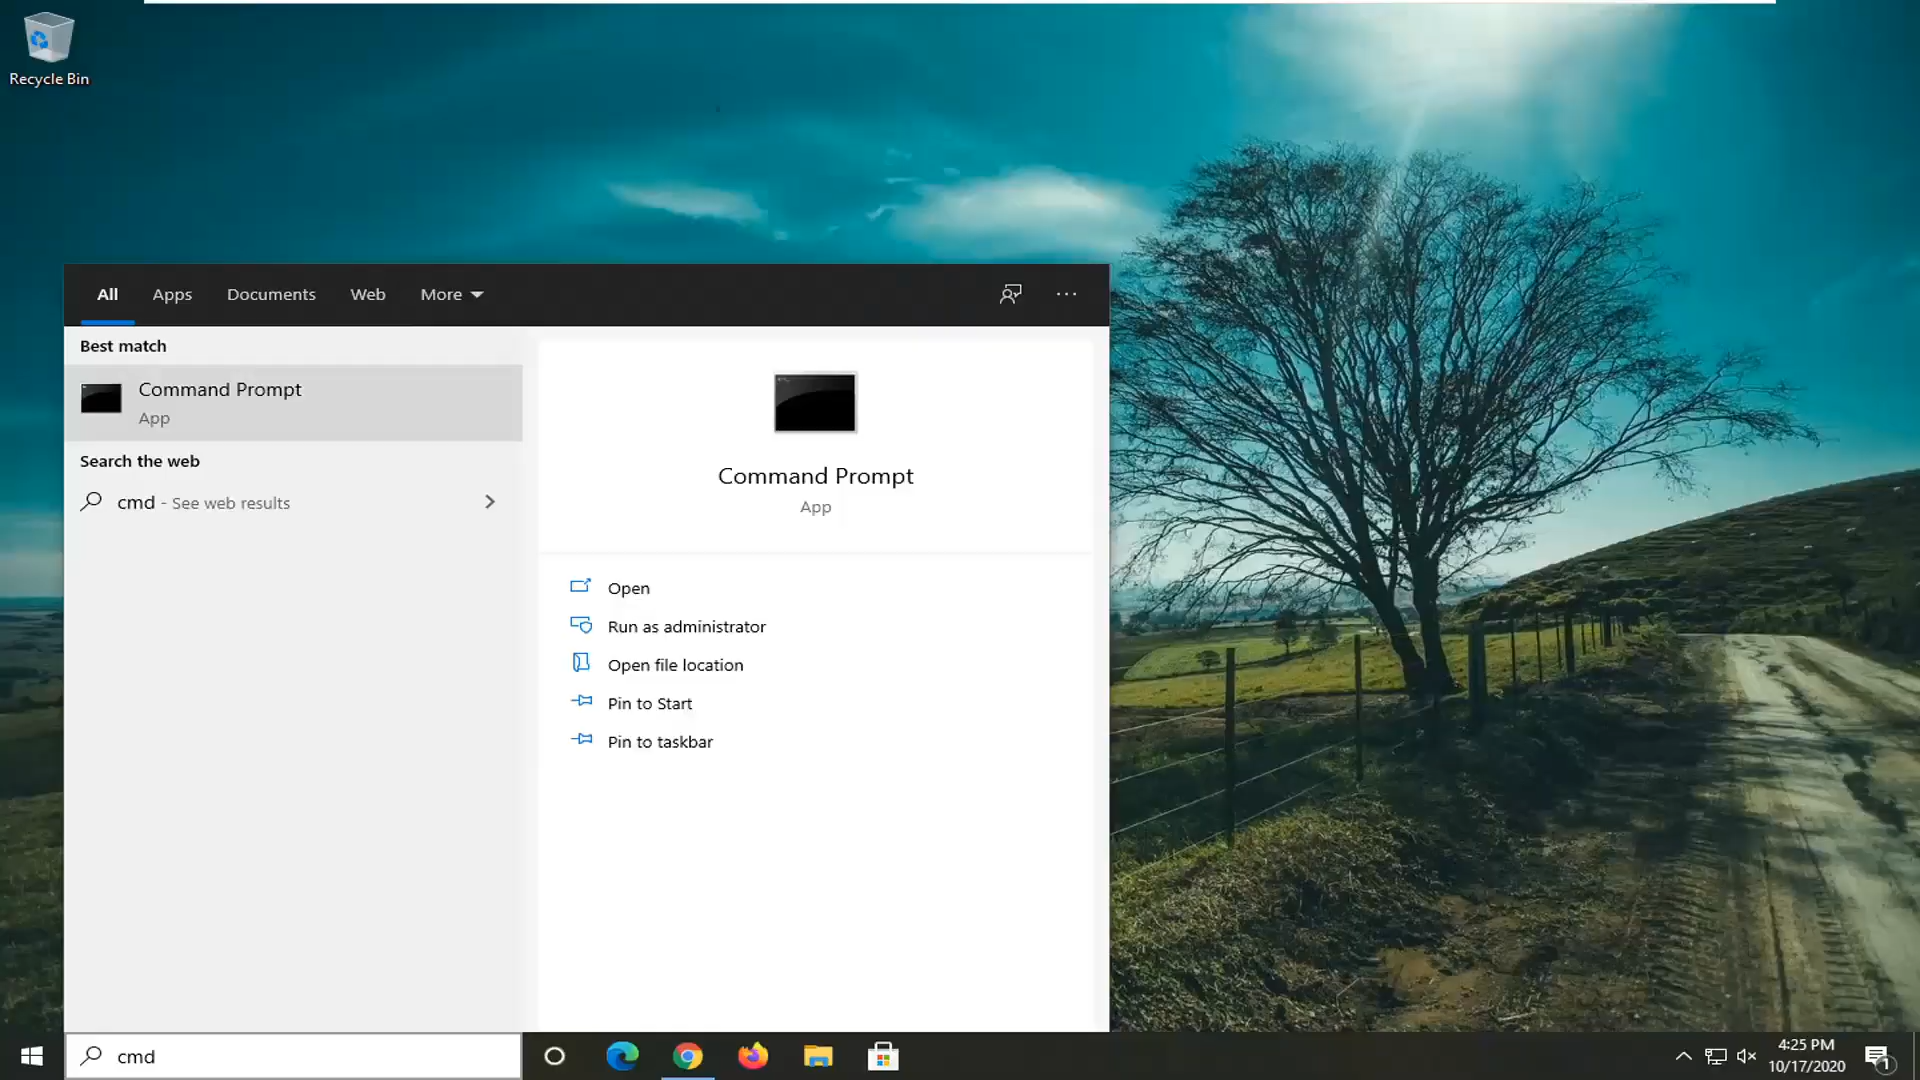 Recycle Bin
All Apps Documents Web More
Best match
Command Prompt
App
Search the web
cmd - See web results
Command Prompt
App
Open
Run as administrator
Open file location
Pin to Start
Pin to taskbar
cmd
4:25 PM
10/17/2020
1